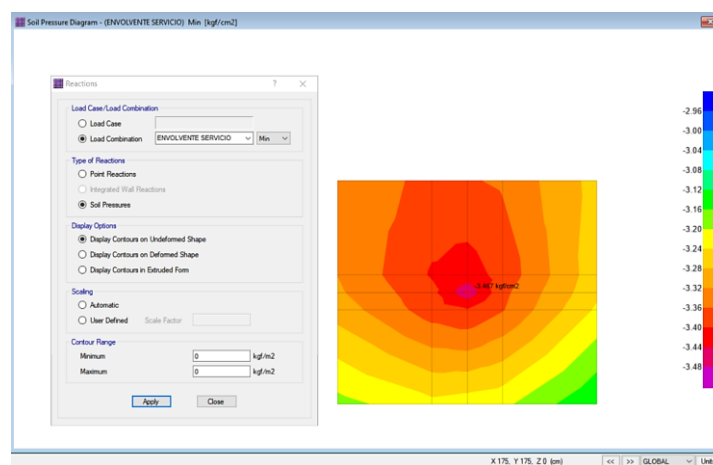 Soil Pressure Diagram - (ENVOLVENTE SERVICIO) Min [kgf/cm2]
Reactions
Load Case/Load Combination
Load Case
Load Combination ENVOLVENTE SERVICIO Min
Type of Reactions
Point Reactions
Integrated Wall Reactions
Soil Pressures
Display Options
Display Contours on Undeformed Shape
Display Contours on Deformed Shape
Display Contours in Extruded Form
Scaling
Automatic
User Defined Scale Factor
Contour Range
Minimum 0 kgf/m2
Maximum 0 kgf/m2
Apply Close
kgf/cm2
-2.96
-3.00
-3.04
-3.08
-3.12
-3.16
-3.20
-3.24
-3.28
-3.32
-3.36
-3.40
-3.44
-3.48
X 175, Y 175, Z 0 (cm) << >> GLOBAL Unit